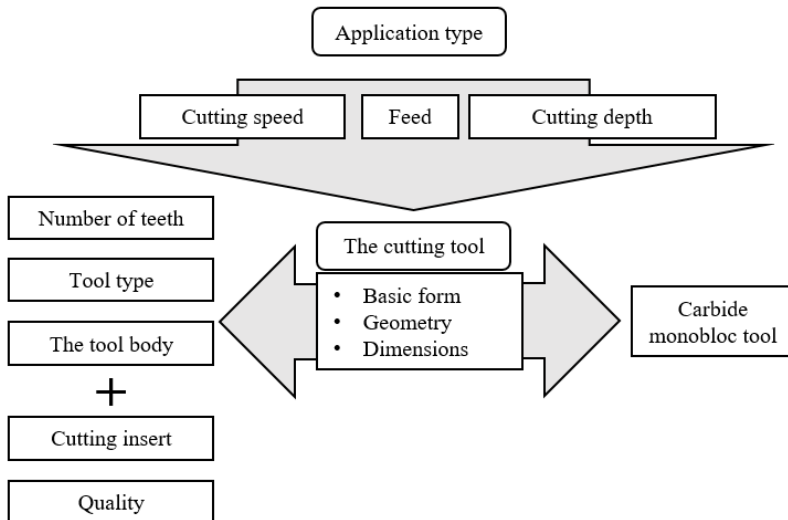 Application type
Cutting speed
Feed
Cutting depth
Number of teeth
Tool type
The tool body
+
Cutting insert
Quality
The cutting tool
• Basic form
• Geometry
• Dimensions
Carbide
monobloc tool